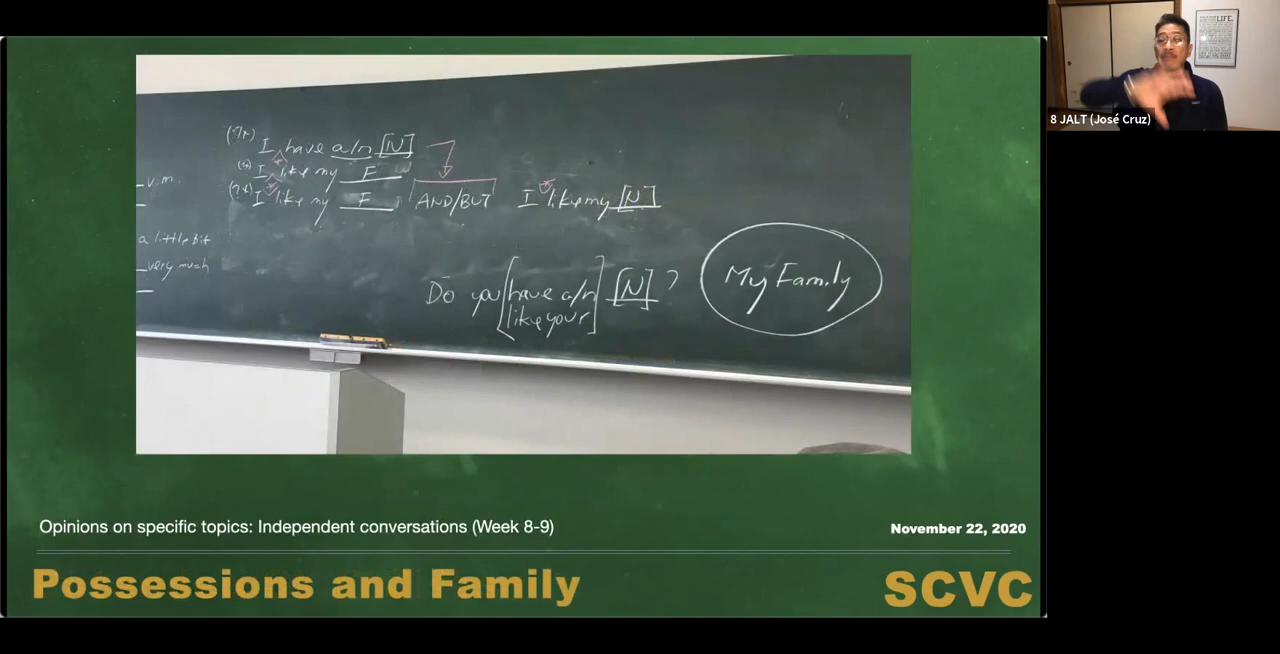 I have a/n [N]
I like my F
I like my F AND/BUT I like my [N]
v.m.
a little bit
very much
Do you [have a/n] [N]?
like your
My Family
Opinions on specific topics: Independent conversations (Week 8-9)
November 22, 2020
Possessions and Family
SCVC
8 JALT (José Cruz)
LIFE.